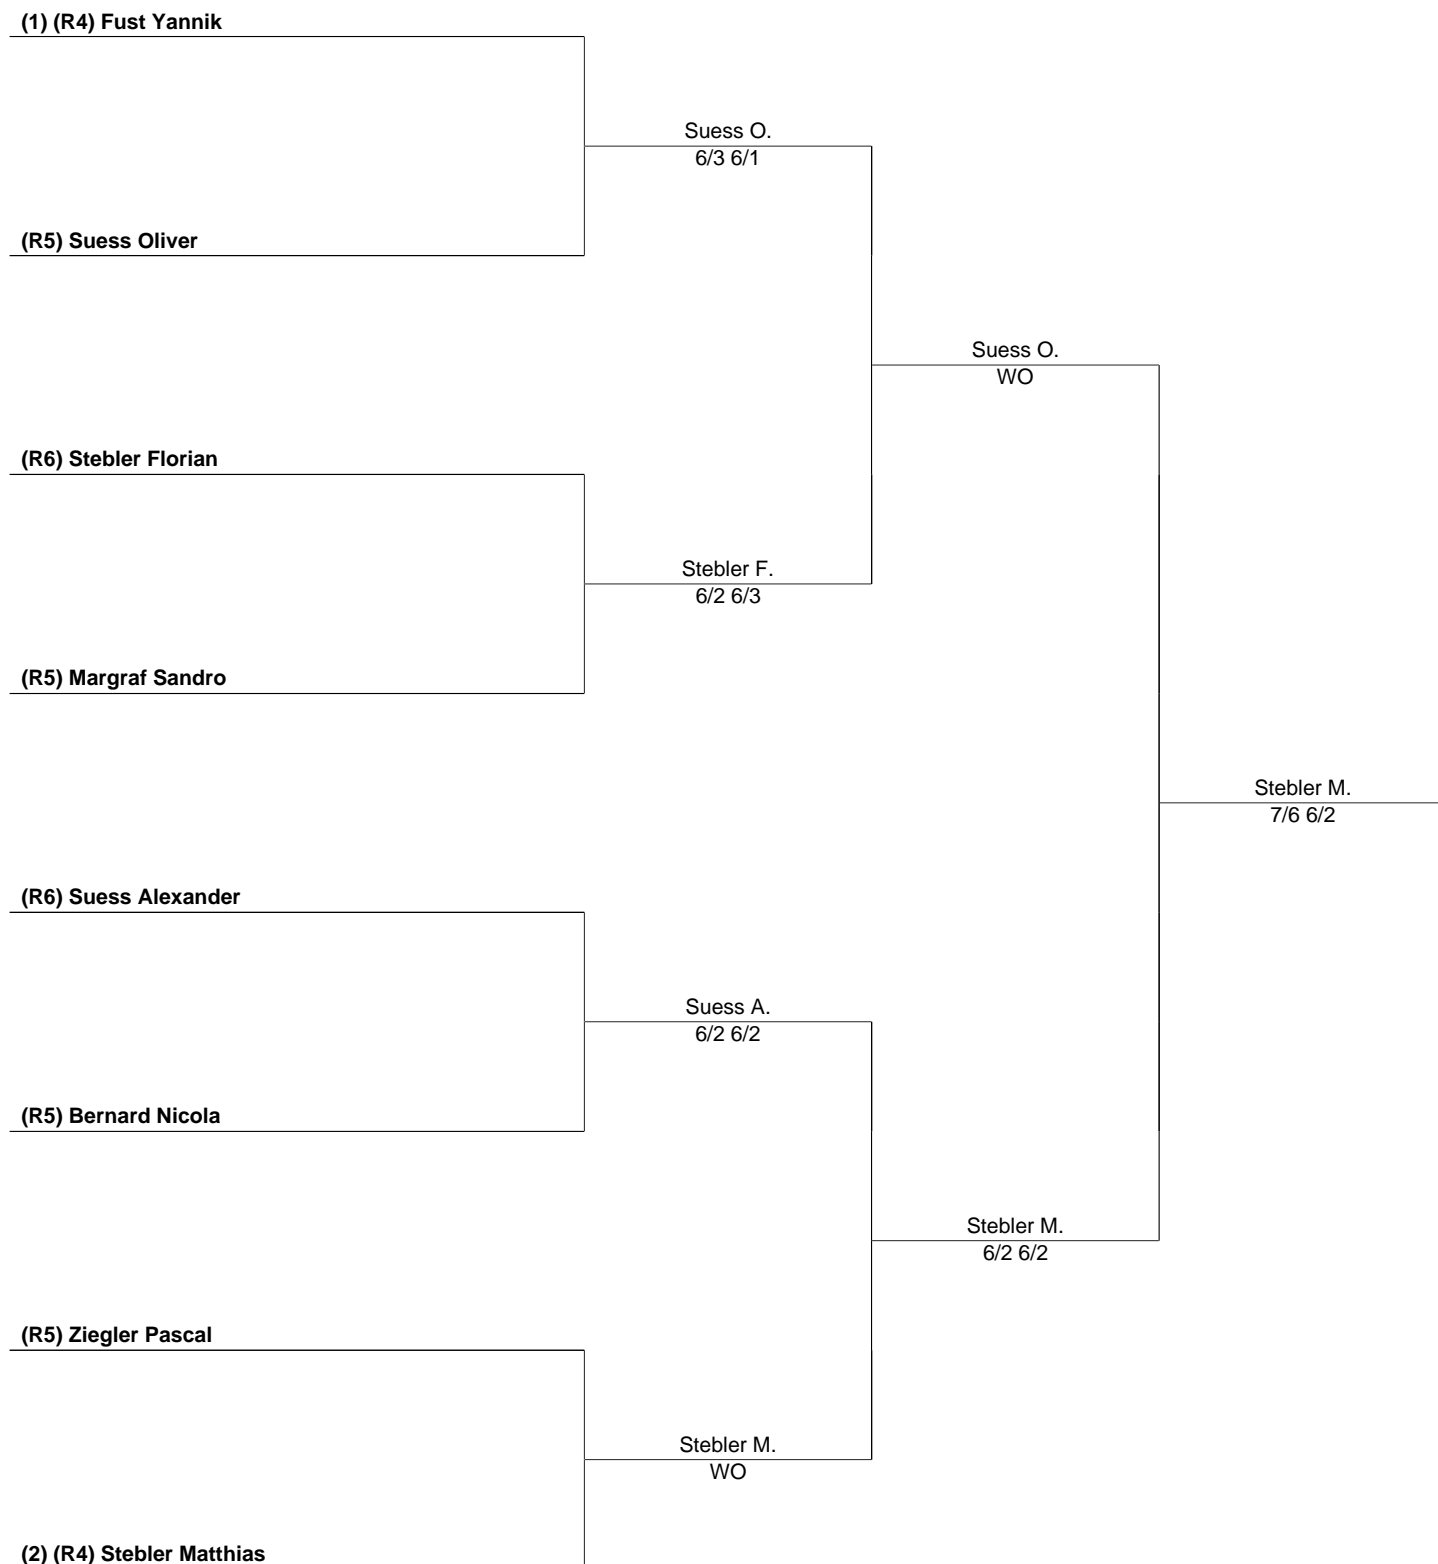 (1) (R4) Fust Yannik
Suess O.
6/3 6/1
(R5) Suess Oliver
Suess O.
WO
(R6) Stebler Florian
Stebler F.
6/2 6/3
(R5) Margraf Sandro
Stebler M.
7/6 6/2
(R6) Suess Alexander
Suess A.
6/2 6/2
(R5) Bernard Nicola
Stebler M.
6/2 6/2
(R5) Ziegler Pascal
Stebler M.
WO
(2) (R4) Stebler Matthias